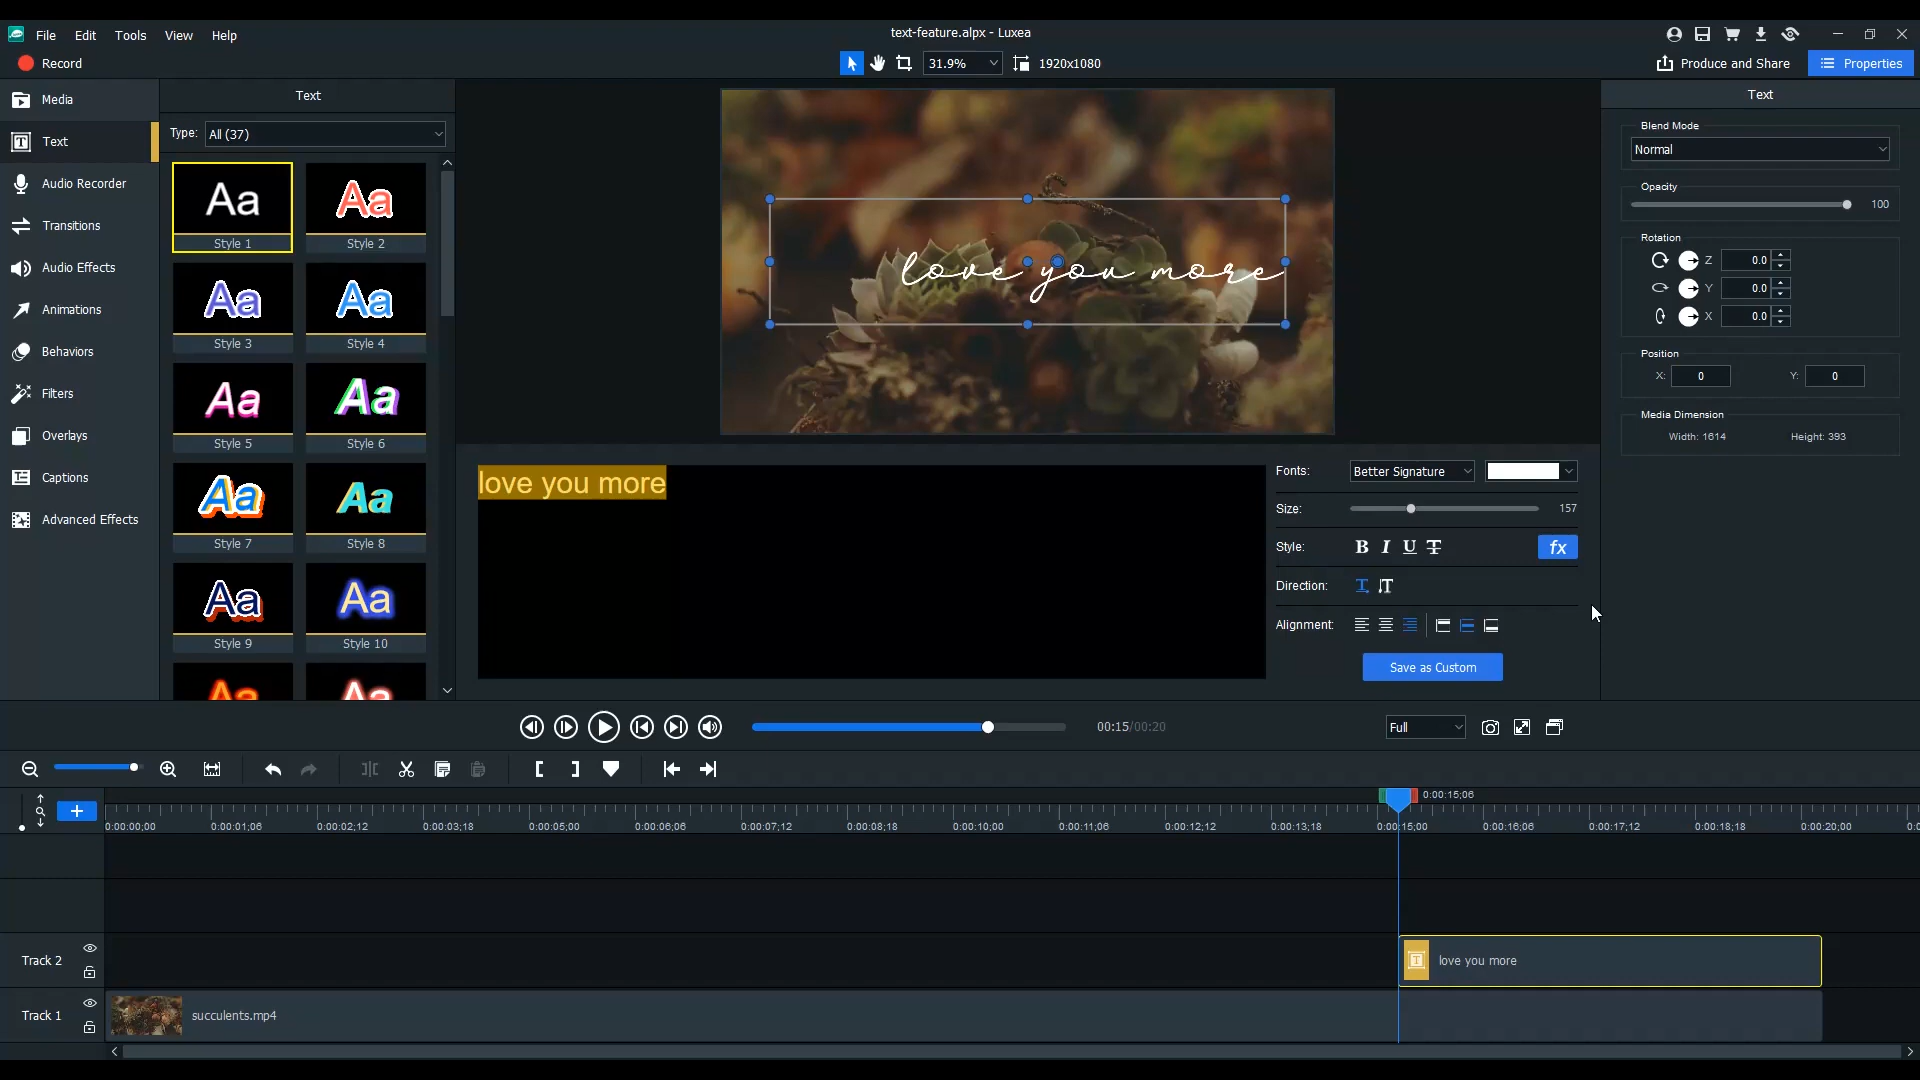 File Edit Tools View Help
text-feature.alpx - Luxea
Record
31.9%
1920x1080
Produce and Share
Properties
Media
Text
Audio Recorder
Transitions
Audio Effects
Animations
Behaviors
Filters
Overlays
Captions
Advanced Effects
Text
Type: All (37)
Aa Aa
Style 1 Style 2
Aa Aa
Style 3 Style 4
Aa Aa
Style 5 Style 6
Aa Aa
Style 7 Style 8
Aa Aa
Style 9 Style 10
Aa Aa
love you more
love you more
Fonts: Better Signature
Size: 157
Style: B I U T fx
Direction:
Alignment:
Save as Custom
Text
Blend Mode
Normal
Opacity
100
Rotation
Z 0.0
Y 0.0
X 0.0
Position
X: 0 Y: 0
Media Dimension
Width: 1614 Height: 393
00:15/00:20
Full
0:00:15;06
0:00:00;00 0:00:01;06 0:00:02;12 0:00:03;18 0:00:05;00 0:00:06;06 0:00:07;12 0:00:08;18 0:00:10;00 0:00:11;06 0:00:12;12 0:00:13;18 0:00:15;00 0:00:16;06 0:00:17;12 0:00:18;18 0:00:20;00
Track 2 love you more
Track 1 succulents.mp4